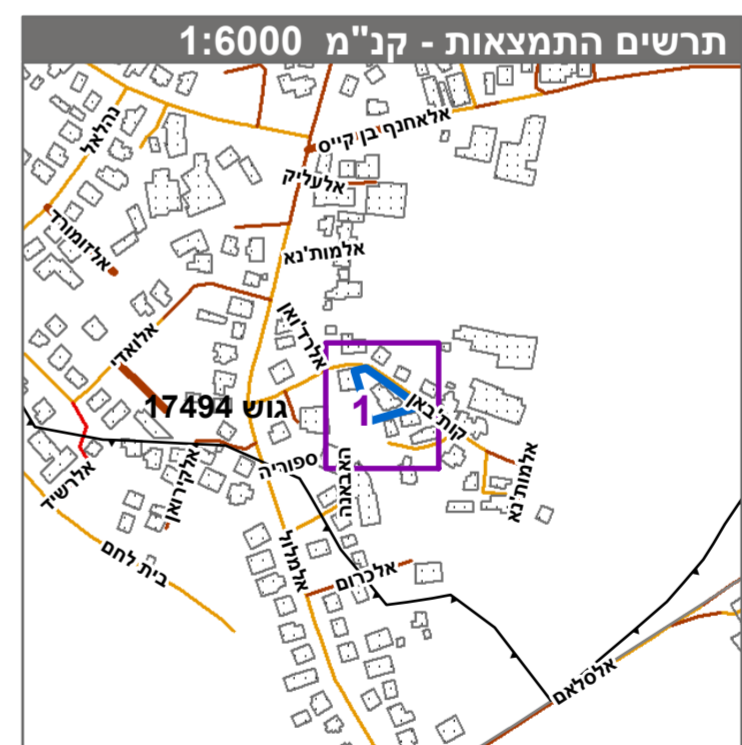 תרשים התמצאות - קנ"מ 1:6000
נהלאל
אלאחנף בן קייס
אלעליק
אלזומורד
אלמות'נא
אלרד'ואן
אלואדי
גוש 17494
1
קות'באן
אלרשיד
אלקירואן
ספוריה
האבאנה
אלמות'נא
בית לחם
אלמלול
אלכרום
אלסלאם